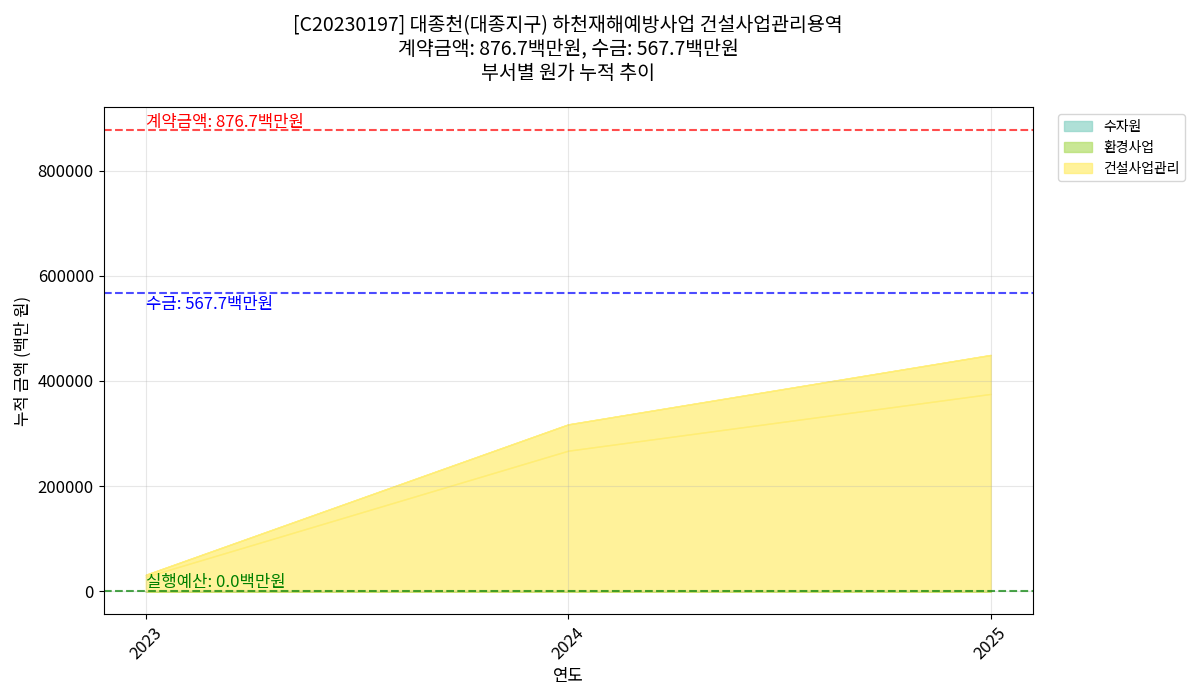 [C20230197] 대종천(대종지구) 하천재해예방사업 건설사업관리용역
계약금액: 876.7백만원, 수금: 567.7백만원
부서별 원가 누적 추이
계약금액: 876.7백만원
수자원
환경사업
건설사업관리
800000
600000
수금: 567.7백만원
400000
200000
실행예산: 0.0백만원
0
누적 금액 (백만 원)
2023
2024
2025
연도